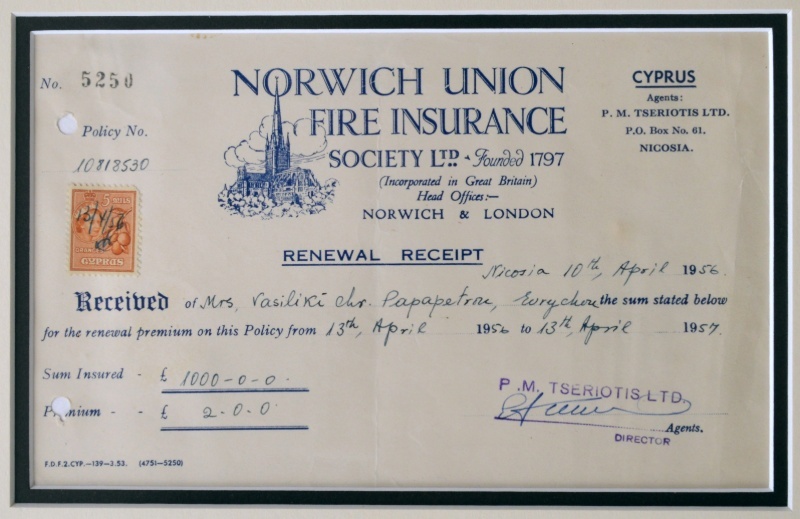 No. 5250
Policy No.
10818530
NORWICH UNION
FIRE INSURANCE
SOCIETY LTD. Founded 1797
(Incorporated in Great Britain)
Head Offices:—
NORWICH & LONDON
CYPRUS
Agents:
P. M. TSERIOTIS LTD.
P.O. Box No. 61,
NICOSIA.
5 MILS
13/4/56
CYPRUS
RENEWAL RECEIPT
Nicosia 10th, April 1956.
Received of Mrs, Vasiliki Chr. Papapetrou, Evrychou the sum stated below
for the renewal premium on this Policy from 13th, April 1956 to 13th, April 1957.
Sum Insured - £ 1000-0-0.
Premium - - £ 2.0.0
P.M. TSERIOTIS LTD.
Agents.
DIRECTOR
F.D.F.2.CYP.—139—3.53. (4751—5250)